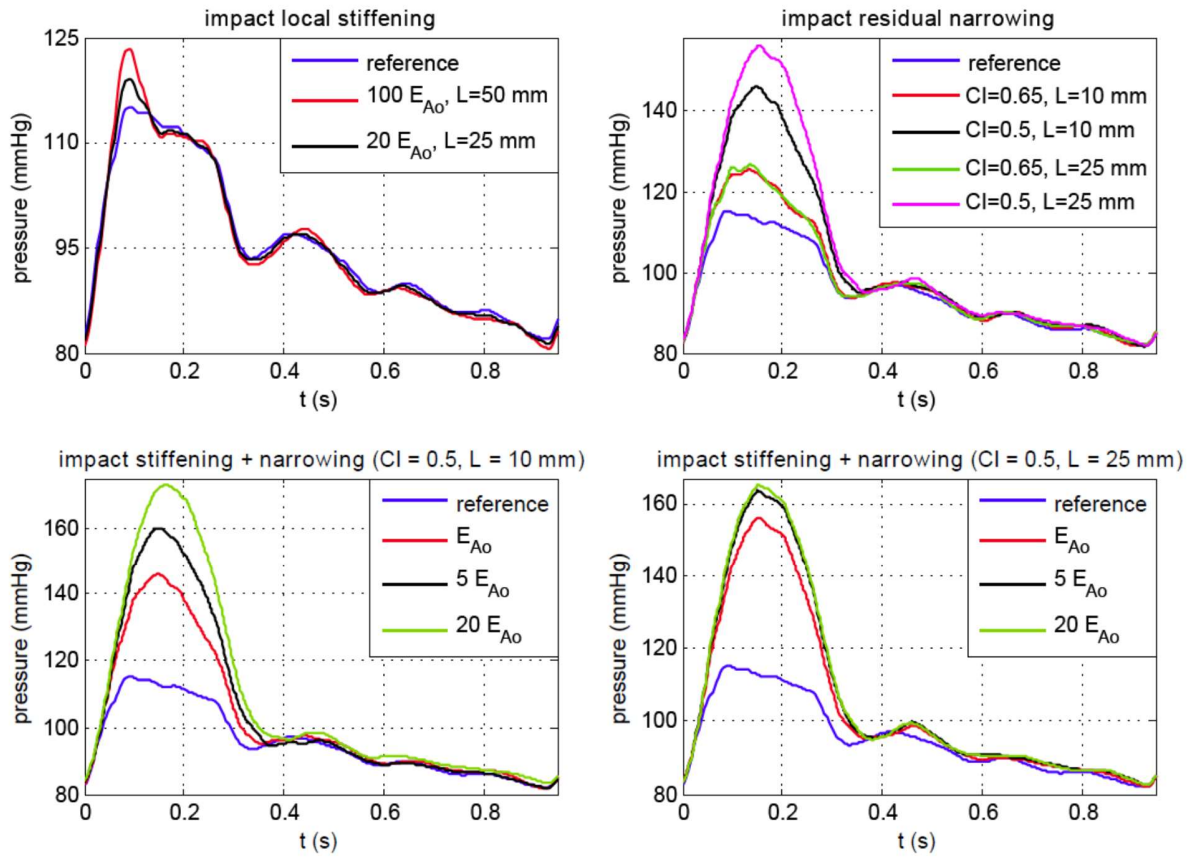 impact local stiffening
125
110
95
80
pressure (mmHg)
reference
100 E_Ao, L=50 mm
20 E_Ao, L=25 mm
0
0.2
0.4
0.6
0.8
t (s)
impact residual narrowing
140
120
100
80
pressure (mmHg)
reference
CI=0.65, L=10 mm
CI=0.5, L=10 mm
CI=0.65, L=25 mm
CI=0.5, L=25 mm
0
0.2
0.4
0.6
0.8
t (s)
impact stiffening + narrowing (CI = 0.5, L = 10 mm)
160
140
120
100
80
pressure (mmHg)
reference
E_Ao
5 E_Ao
20 E_Ao
0
0.2
0.4
0.6
0.8
t (s)
impact stiffening + narrowing (CI = 0.5, L = 25 mm)
160
140
120
100
80
pressure (mmHg)
reference
E_Ao
5 E_Ao
20 E_Ao
0
0.2
0.4
0.6
0.8
t (s)